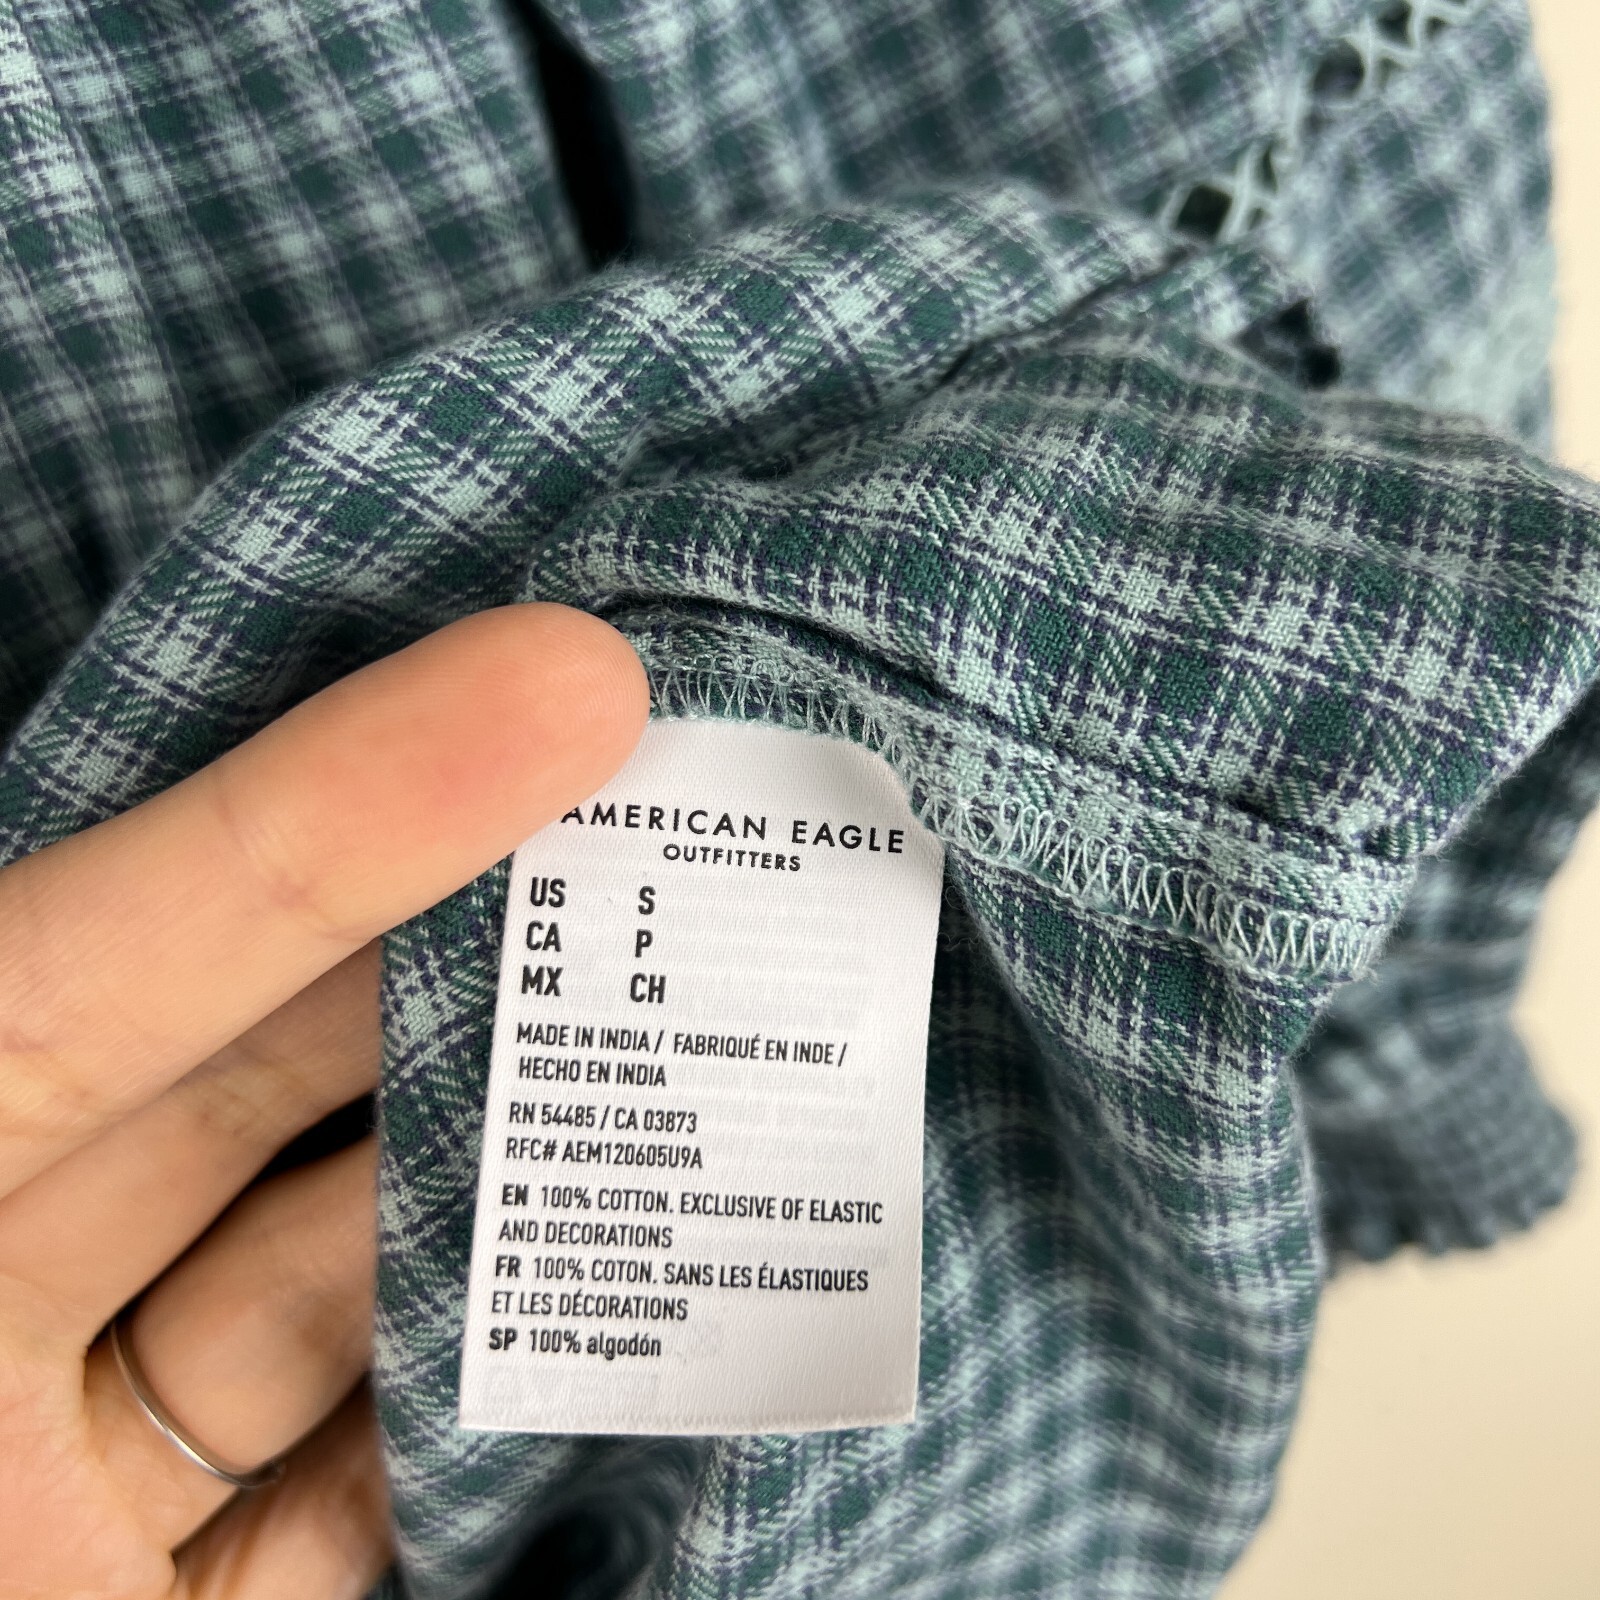 AMERICAN EAGLE
OUTFITTERS
US S
CA P
MX CH
MADE IN INDIA / FABRIQUÉ EN INDE /
HECHO EN INDIA
RN 54485 / CA 03873
RFC# AEM120605U9A
EN 100% COTTON. EXCLUSIVE OF ELASTIC
AND DECORATIONS
FR 100% COTON. SANS LES ÉLASTIQUES
ET LES DÉCORATIONS
SP 100% algodón